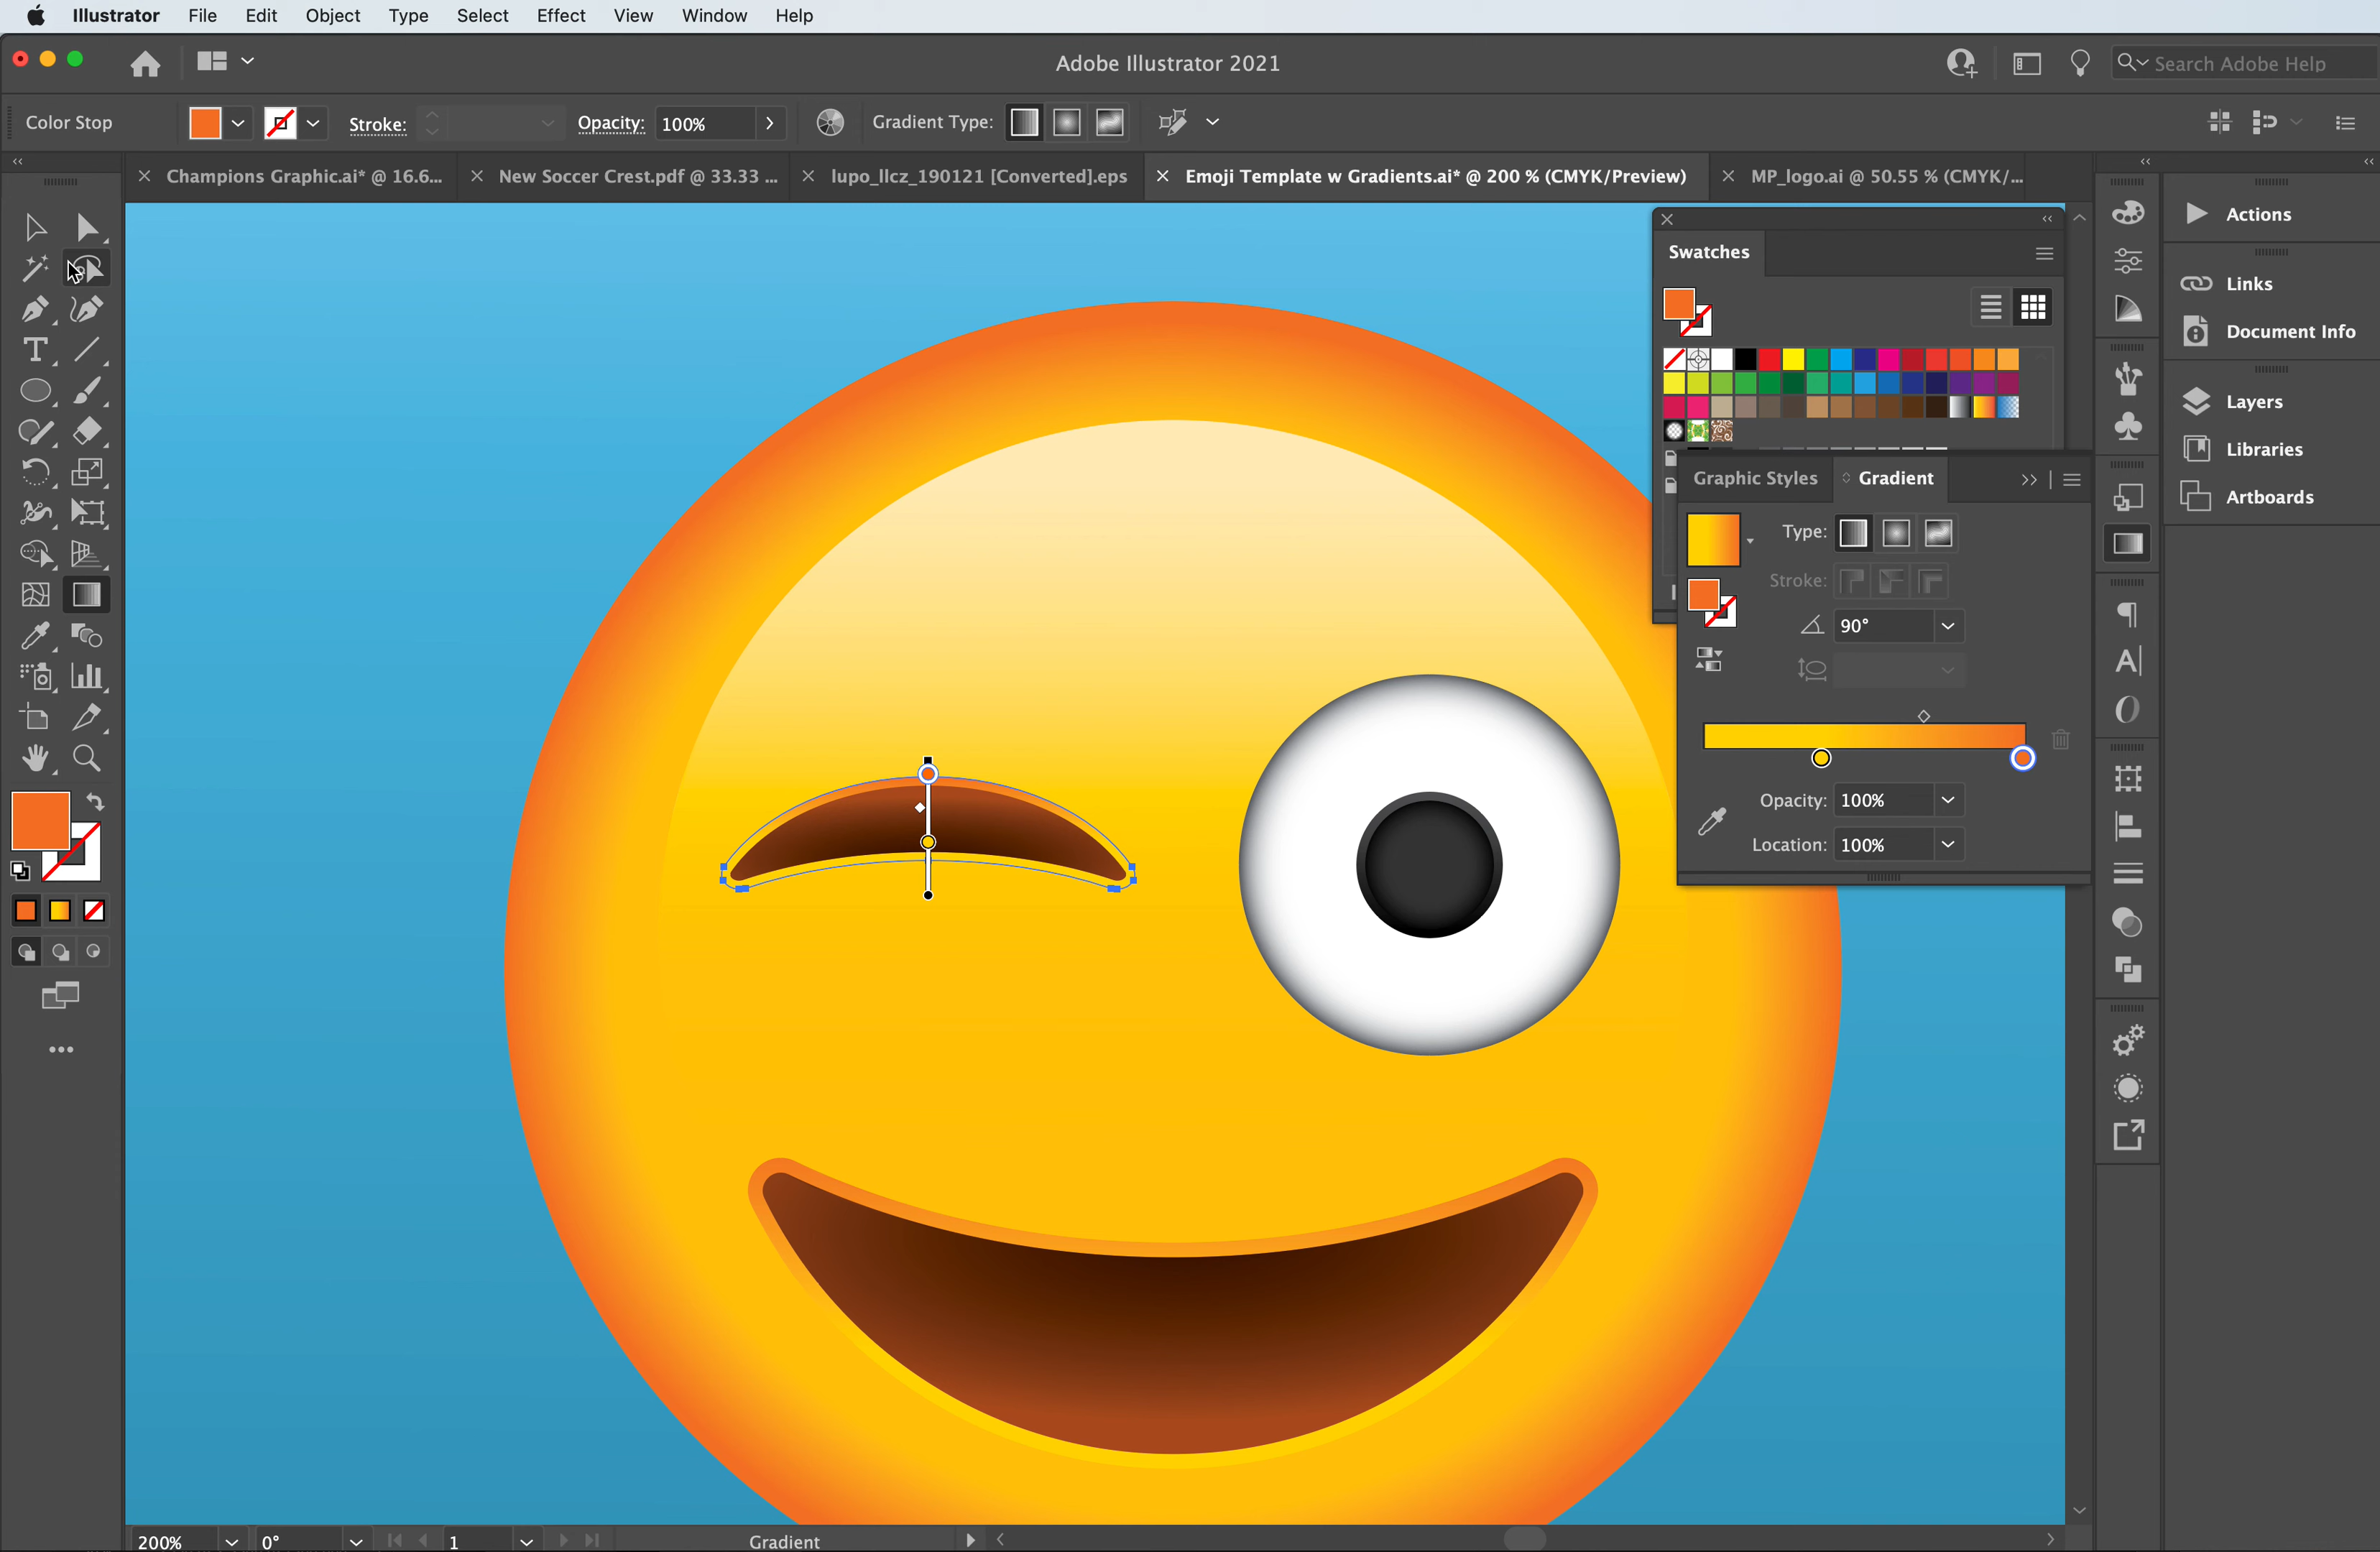 Illustrator File Edit Object Type Select Effect View Window Help
Adobe Illustrator 2021
Search Adobe Help
Color Stop
Stroke:
Opacity: 100%
Gradient Type:
Champions Graphic.ai* @ 16.6...
New Soccer Crest.pdf @ 33.33 ...
lupo_llcz_190121 [Converted].eps
Emoji Template w Gradients.ai* @ 200 % (CMYK/Preview)
MP_logo.ai @ 50.55 % (CMYK/...
Swatches
Actions
Links
Document Info
Layers
Libraries
Artboards
Graphic Styles
Gradient
Type:
Stroke:
90°
Opacity: 100%
Location: 100%
200%
0°
1
Gradient